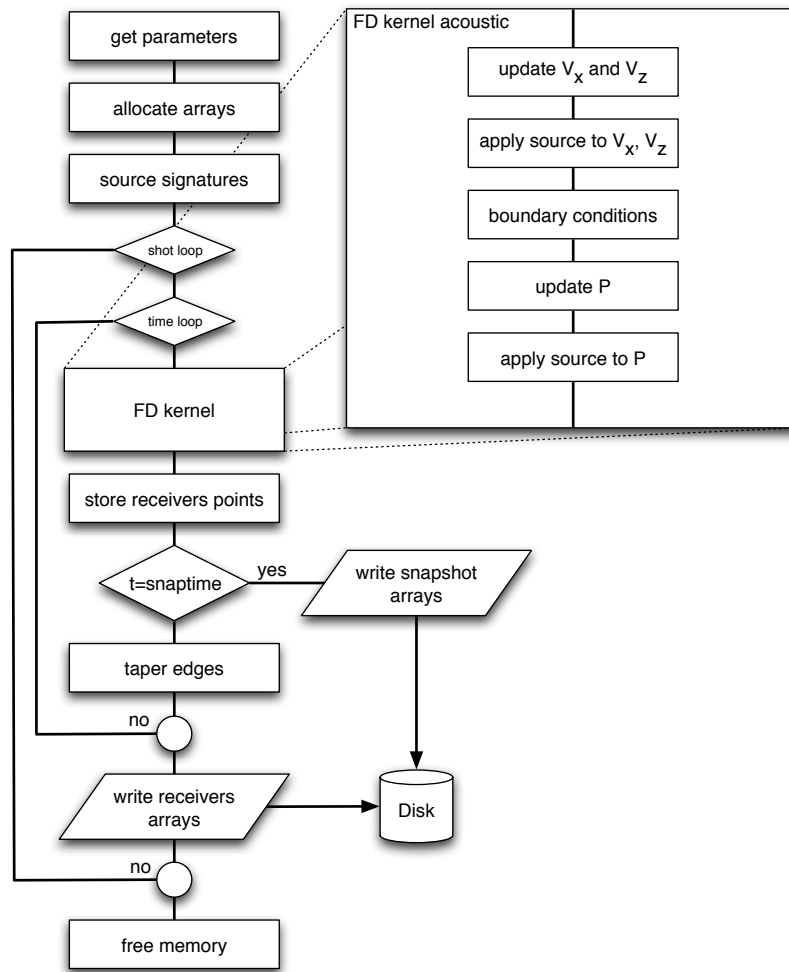 get parameters
allocate arrays
source signatures
shot loop
time loop
FD kernel
store receivers points
t=snaptime
yes
write snapshot
arrays
taper edges
no
write receivers
arrays
Disk
no
free memory
FD kernel acoustic
update Vx and Vz
apply source to Vx, Vz
boundary conditions
update P
apply source to P